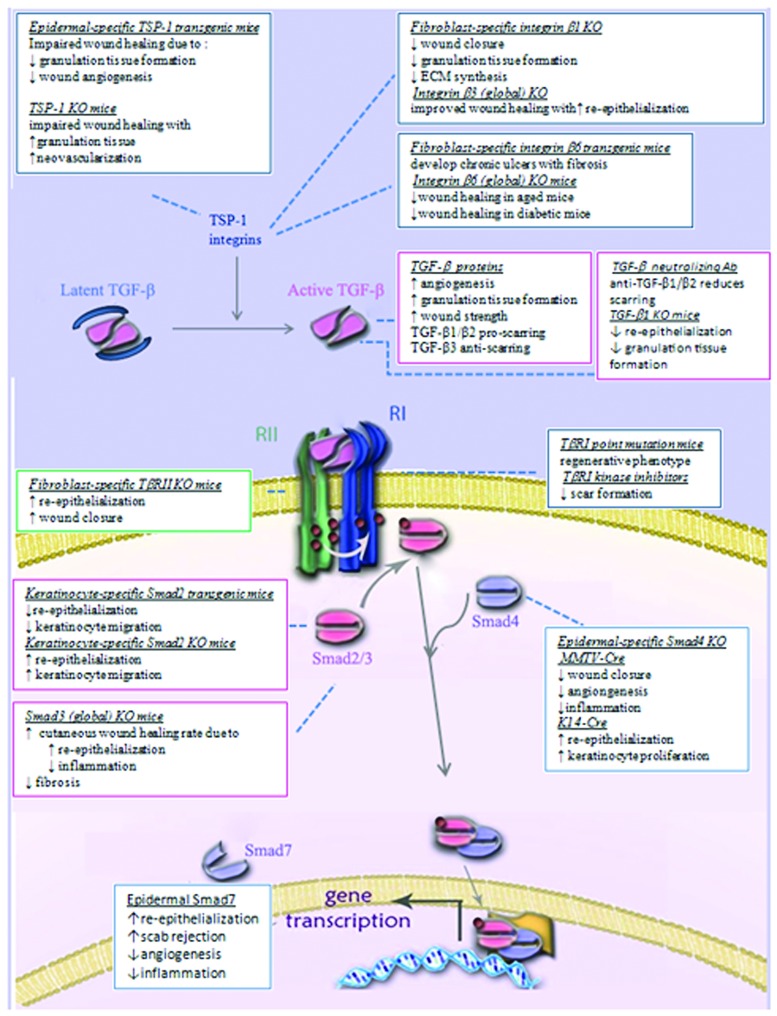 Epidermal-specific TSP-1 transgenic mice
Impaired wound healing due to :
↓ granulation tissue formation
↓ wound angiogenesis
TSP-1 KO mice
impaired wound healing with
↑granulation tissue
↑neovascularization
Fibroblast-specific integrin β1 KO
↓ wound closure
↓ granulation tissue formation
↓ ECM synthesis
Integrin β3 (global) KO
improved wound healing with↑ re-epithelialization
Fibroblast-specific integrin β6 transgenic mice
develop chronic ulcers with fibrosis
Integrin β6 (global) KO mice
↓wound healing in aged mice
↓wound healing in diabetic mice
TSP-1
integrins
Latent TGF-β
Active TGF-β
TGF-β proteins
↑ angiogenesis
↑ granulation tissue formation
↑ wound strength
TGF-β1/β2 pro-scarring
TGF-β3 anti-scarring
TGF-β neutralizing Ab
anti-TGF-β1/β2 reduces
scarring
TGF-β1 KO mice
↓ re-epithelialization
↓ granulation tissue
formation
RII
RI
TβRI point mutation mice
regenerative phenotype
TβRI kinase inhibitors
↓ scar formation
Fibroblast-specific TβRII KO mice
↑ re-epithelialization
↑ wound closure
Keratinocyte-specific Smad2 transgenic mice
↓re-epithelialization
↓ keratinocyte migration
Keratinocyte-specific Smad2 KO mice
↑ re-epithelialization
↑ keratinocyte migration
Smad2/3
Smad4
Epidermal-specific Smad4 KO
MMTV-Cre
↓ wound closure
↓ angiongenesis
↓inflammation
K14-Cre
↑ re-epithelialization
↑ keratinocyte proliferation
Smad3 (global) KO mice
↑ cutaneous wound healing rate due to
↑ re-epithelialization
↓ inflammation
↓ fibrosis
Smad7
Epidermal Smad7
↑re-epithelialization
↑scab rejection
↓angiogenesis
↓inflammation
gene
transcription